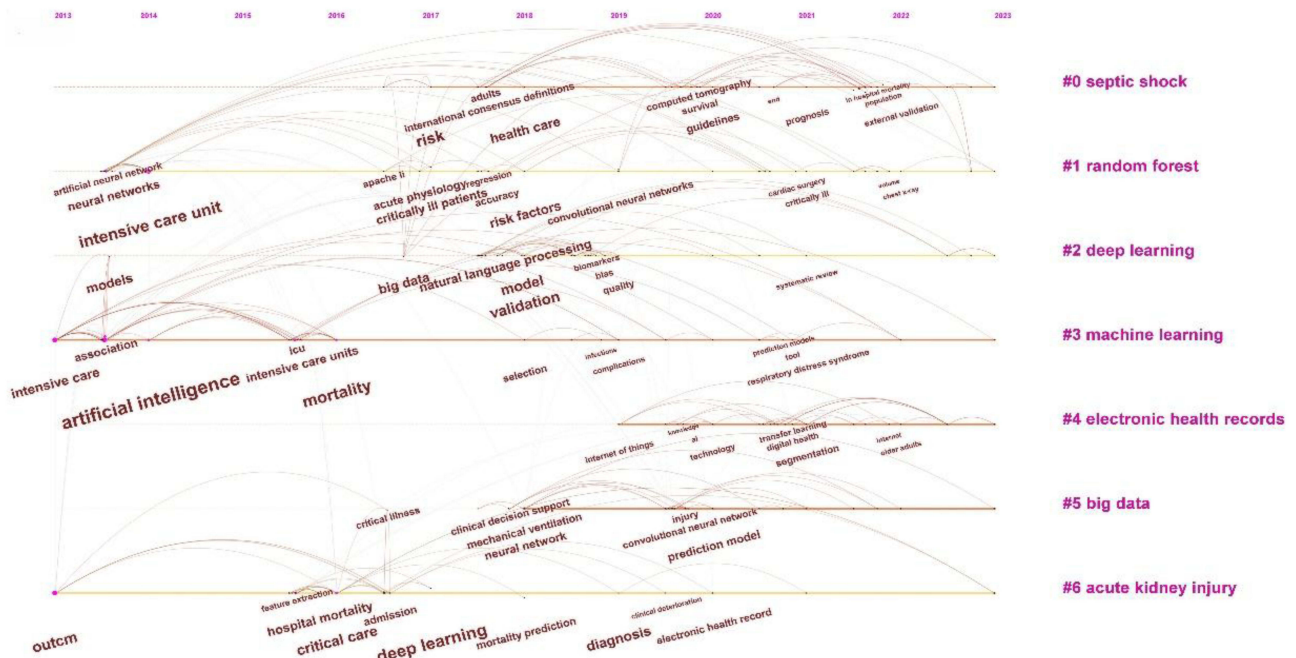 2013 2014 2015 2016 2017 2018 2019 2020 2021 2022 2023
#0 septic shock
adults
international consensus definitions
risk
health care
computed tomography
survival
guidelines
end
prognosis
in hospital mortality
population
external validation
#1 random forest
artificial neural network
neural networks
intensive care unit
apache ii
acute physiology
regression
critically ill patients
accuracy
risk factors
convolutional neural networks
cardiac surgery
critically ill
volume
chest x-ray
#2 deep learning
models
big data
natural language processing
model
validation
biomarkers
bias
quality
systematic review
#3 machine learning
association
intensive care
artificial intelligence
icu
intensive care units
mortality
selection
infections
complications
prediction models
tool
respiratory distress syndrome
#4 electronic health records
internet of things
knowledge
ai
technology
transfer learning
digital health
segmentation
internet
older adults
#5 big data
critical illness
clinical decision support
mechanical ventilation
neural network
injury
convolutional neural network
prediction model
#6 acute kidney injury
outcm
feature extraction
hospital mortality
admission
critical care
deep learning
mortality prediction
clinical deterioration
diagnosis
electronic health record